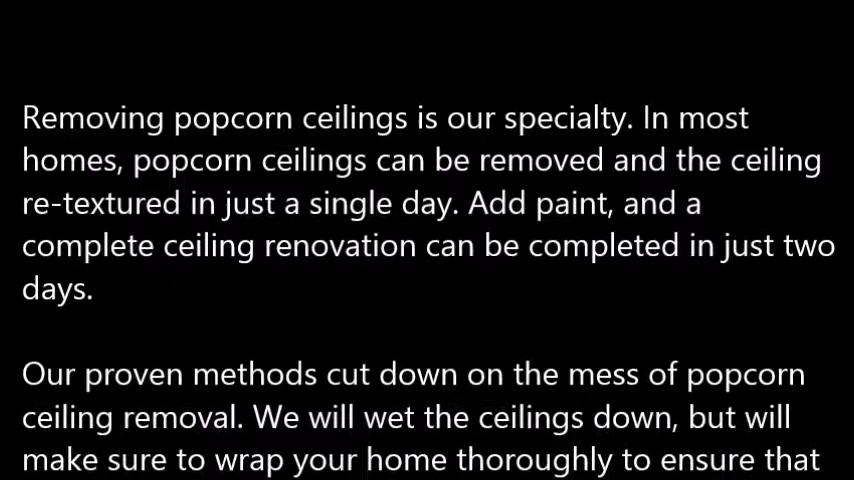 Removing popcorn ceilings is our specialty. In most
homes, popcorn ceilings can be removed and the ceiling
re-textured in just a single day. Add paint, and a
complete ceiling renovation can be completed in just two
days.
Our proven methods cut down on the mess of popcorn
ceiling removal. We will wet the ceilings down, but will
make sure to wrap your home thoroughly to ensure that